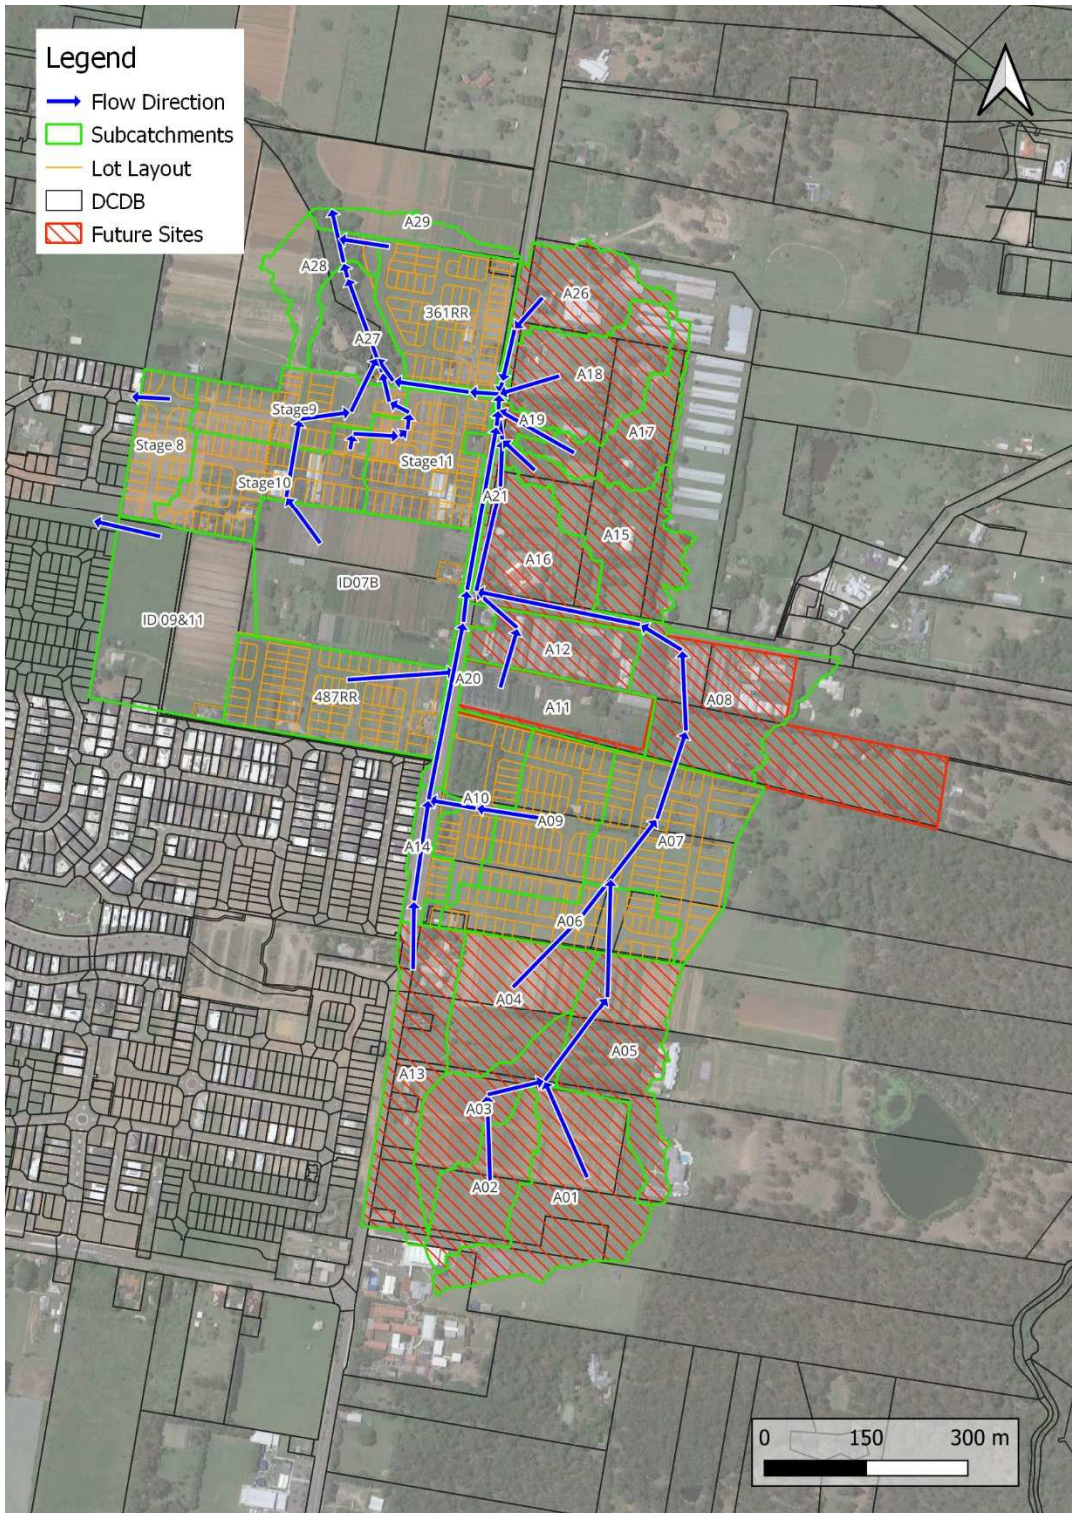 Legend
Flow Direction
Subcatchments
Lot Layout
DCDB
Future Sites
A29
A28
A26
361RR
A27
A18
Stage9
A19
A17
Stage 8
Stage11
Stage10
A21
A15
A16
ID07B
ID 09&11
A12
A20
A08
487RR
A11
A10
A09
A07
A14
A06
A04
A05
A13
A03
A02
A01
0 150 300 m